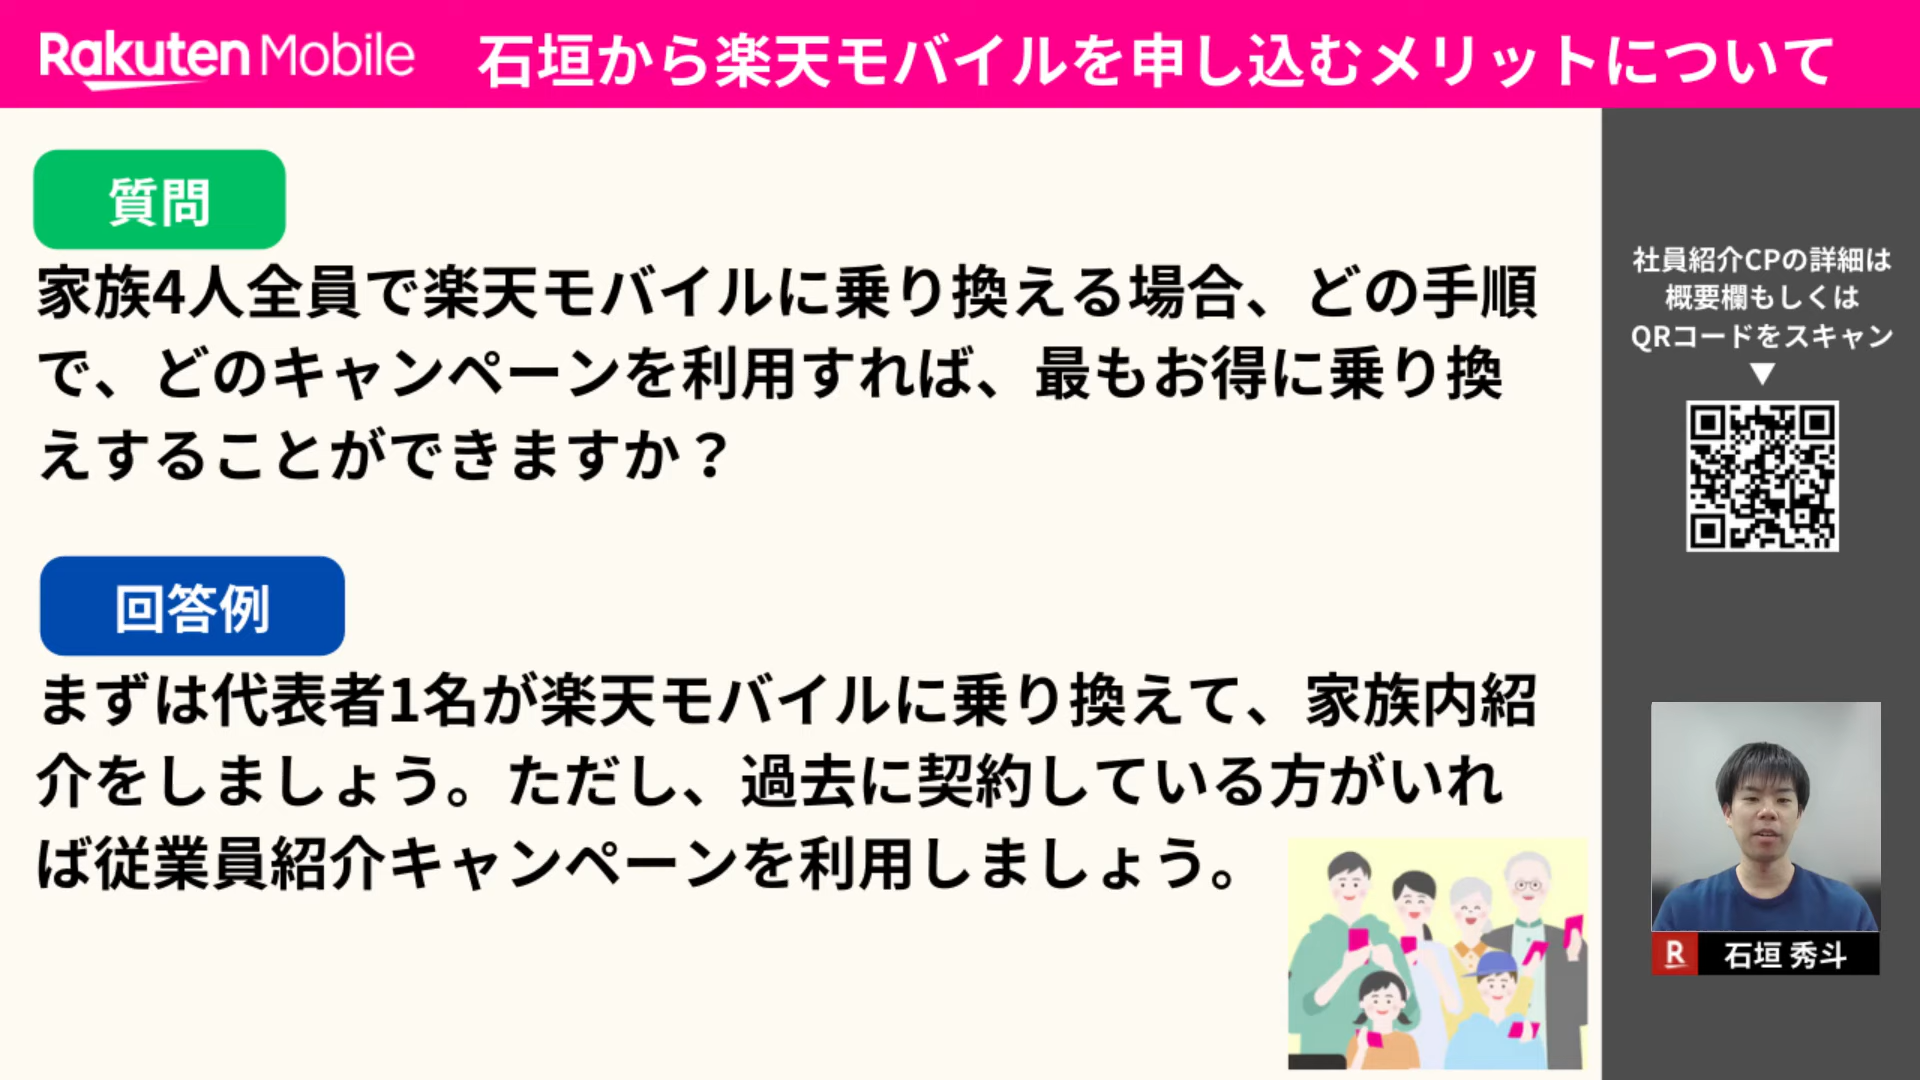 Rakuten Mobile 石垣から楽天モバイルを申し込むメリットについて
質問
家族4人全員で楽天モバイルに乗り換える場合、どの手順
で、どのキャンペーンを利用すれば、最もお得に乗り換
えすることができますか？
回答例
まずは代表者1名が楽天モバイルに乗り換えて、家族内紹
介をしましょう。ただし、過去に契約している方がいれ
ば従業員紹介キャンペーンを利用しましょう。
社員紹介CPの詳細は
概要欄もしくは
QRコードをスキャン
▼
R 石垣 秀斗